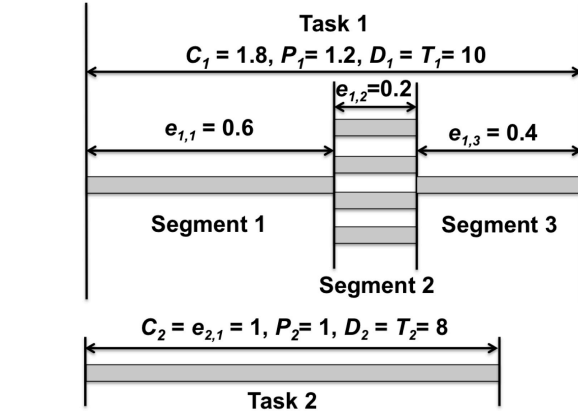 Task 1
C₁ = 1.8, P₁= 1.2, D₁ = T₁= 10
e₁,₂=0.2
e₁,₁ = 0.6
e₁,₃ = 0.4
Segment 1
Segment 3
Segment 2
C₂ = e₂,₁ = 1, P₂= 1, D₂ = T₂= 8
Task 2